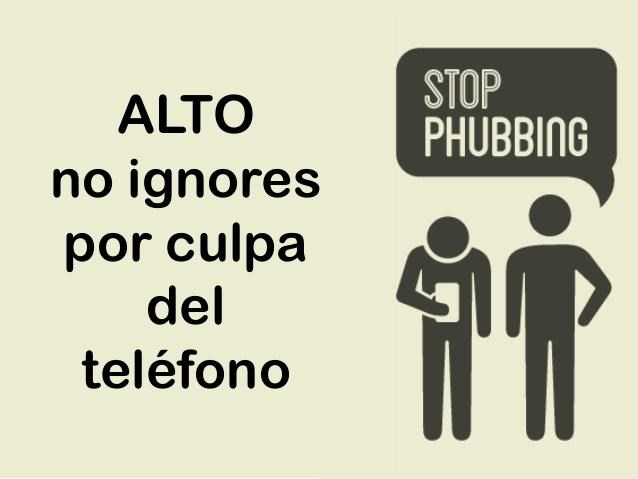 ALTO
no ignores
por culpa
del
teléfono
STOP
PHUBBING